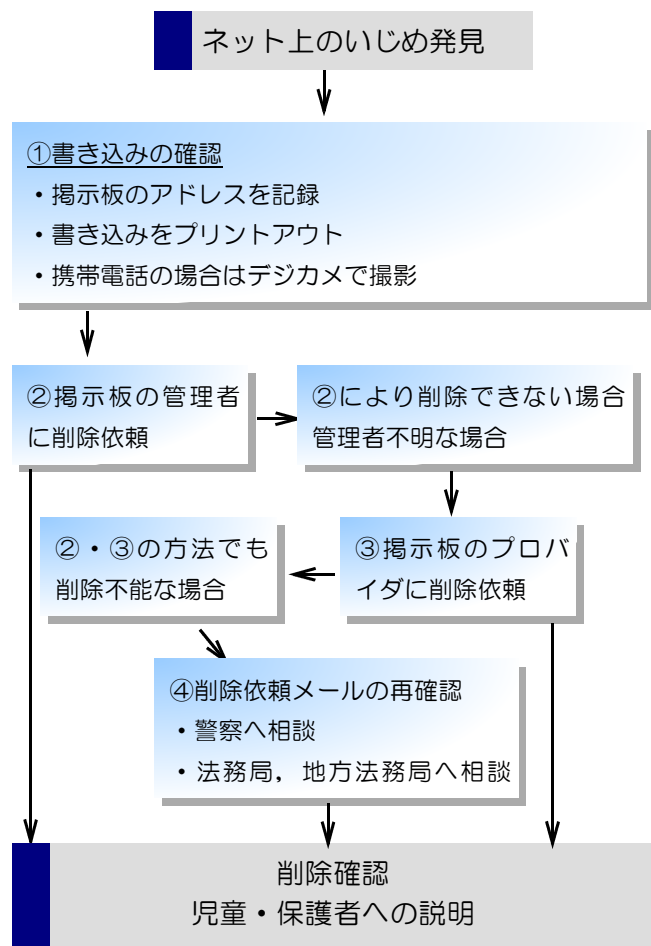 ネット上のいじめ発見
①書き込みの確認
・掲示板のアドレスを記録
・書き込みをプリントアウト
・携帯電話の場合はデジカメで撮影
②掲示板の管理者
に削除依頼
②により削除できない場合
管理者不明な場合
③掲示板のプロバ
イダに削除依頼
②・③の方法でも
削除不能な場合
④削除依頼メールの再確認
・警察へ相談
・法務局，地方法務局へ相談
削除確認
児童・保護者への説明